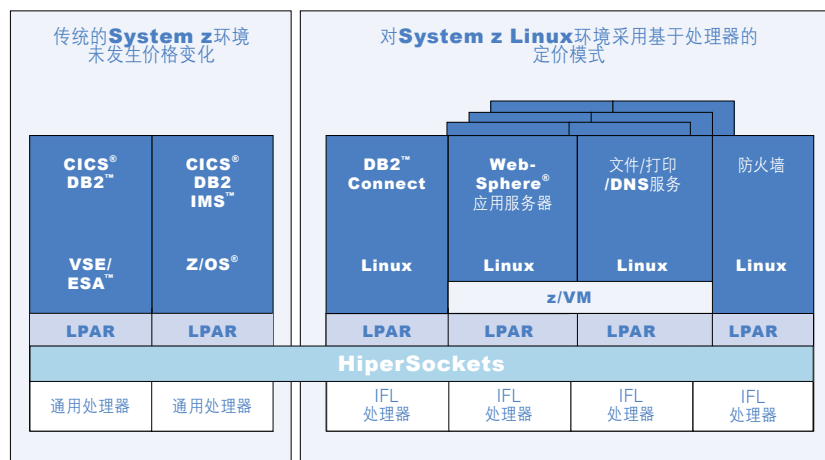 传统的System z环境
未发生价格变化
对System z Linux环境采用基于处理器的
定价模式
CICS®
DB2™
VSE/
ESA™
CICS®
DB2
IMS™
Z/OS®
DB2™
Connect
Linux
Web-
Sphere®
应用服务器
Linux
文件/打印
/DNS服务
Linux
防火墙
Linux
z/VM
LPAR
LPAR
LPAR
LPAR
LPAR
LPAR
HiperSockets
通用处理器
通用处理器
IFL
处理器
IFL
处理器
IFL
处理器
IFL
处理器